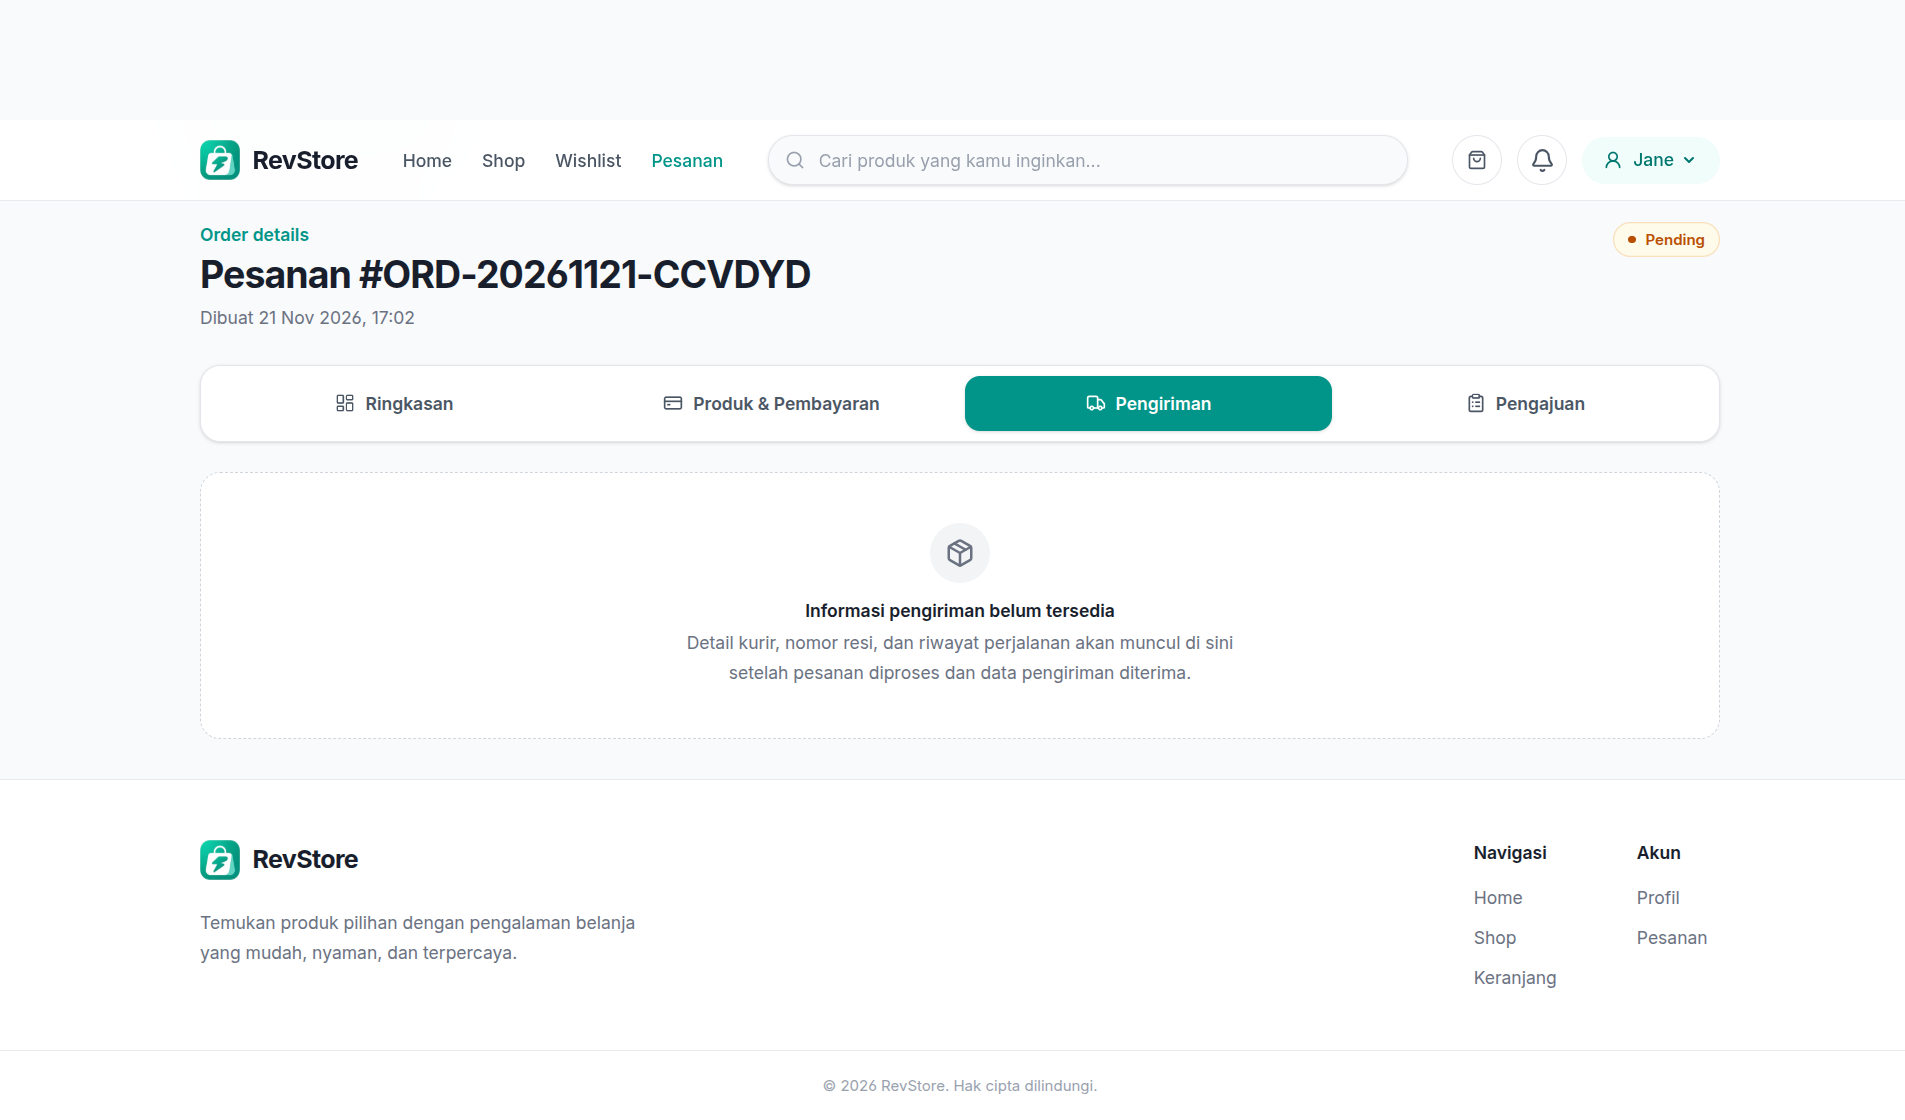 RevStore
Home
Shop
Wishlist
Pesanan
Cari produk yang kamu inginkan...
Jane
Order details
Pending
Pesanan #ORD-20261121-CCVDYD
Dibuat 21 Nov 2026, 17:02
Ringkasan
Produk & Pembayaran
Pengiriman
Pengajuan
Informasi pengiriman belum tersedia
Detail kurir, nomor resi, dan riwayat perjalanan akan muncul di sini
setelah pesanan diproses dan data pengiriman diterima.
RevStore
Temukan produk pilihan dengan pengalaman belanja
yang mudah, nyaman, dan terpercaya.
Navigasi
Home
Shop
Keranjang
Akun
Profil
Pesanan
© 2026 RevStore. Hak cipta dilindungi.